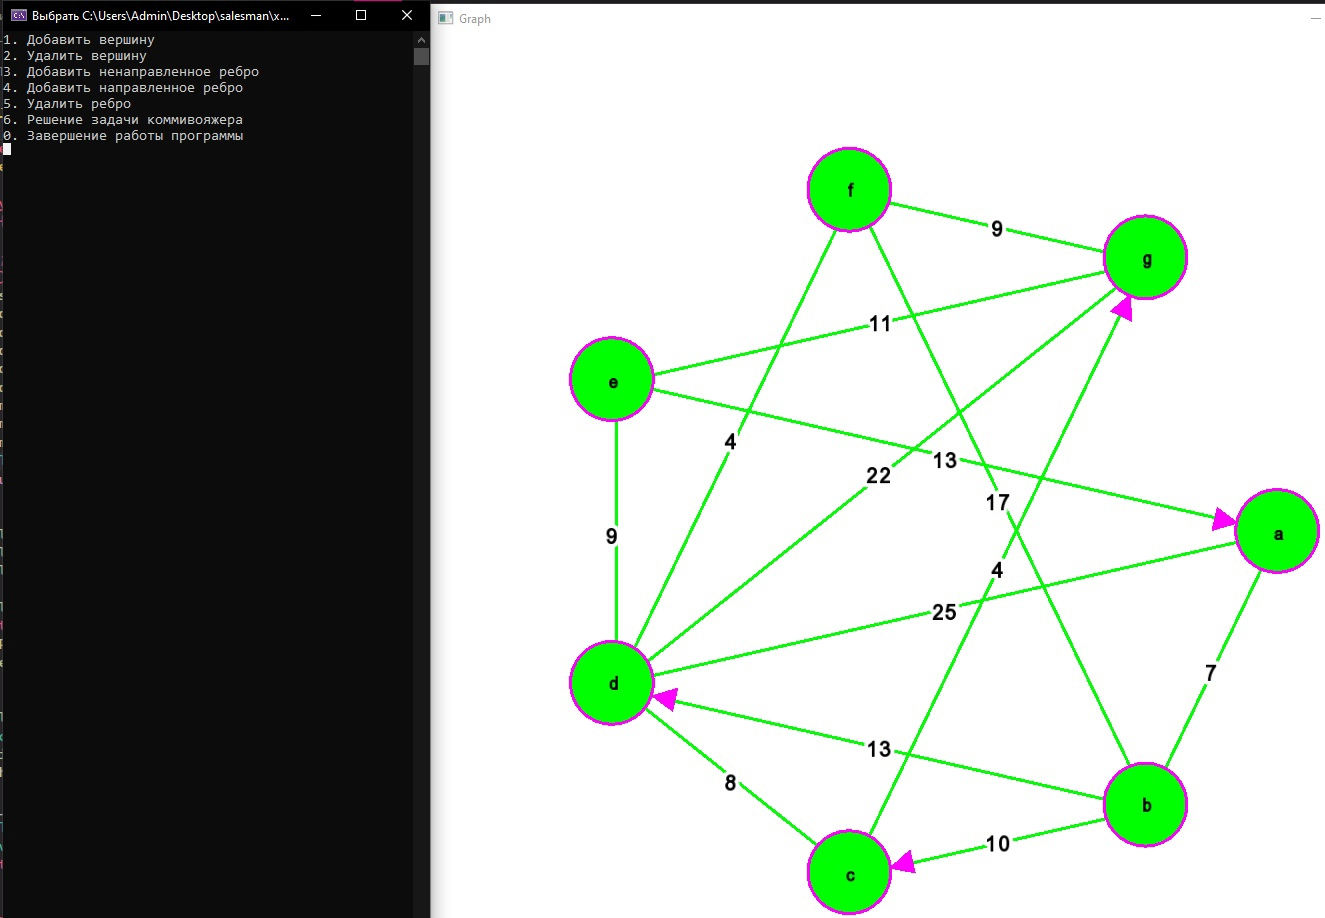 Выбрать C:\Users\Admin\Desktop\salesman\x...
1. Добавить вершину
2. Удалить вершину
3. Добавить ненаправленное ребро
4. Добавить направленное ребро
5. Удалить ребро
6. Решение задачи коммивояжера
0. Завершение работы программы
Graph
f
9
g
11
e
4
13
22
17
9
a
4
25
7
d
13
8
b
10
c